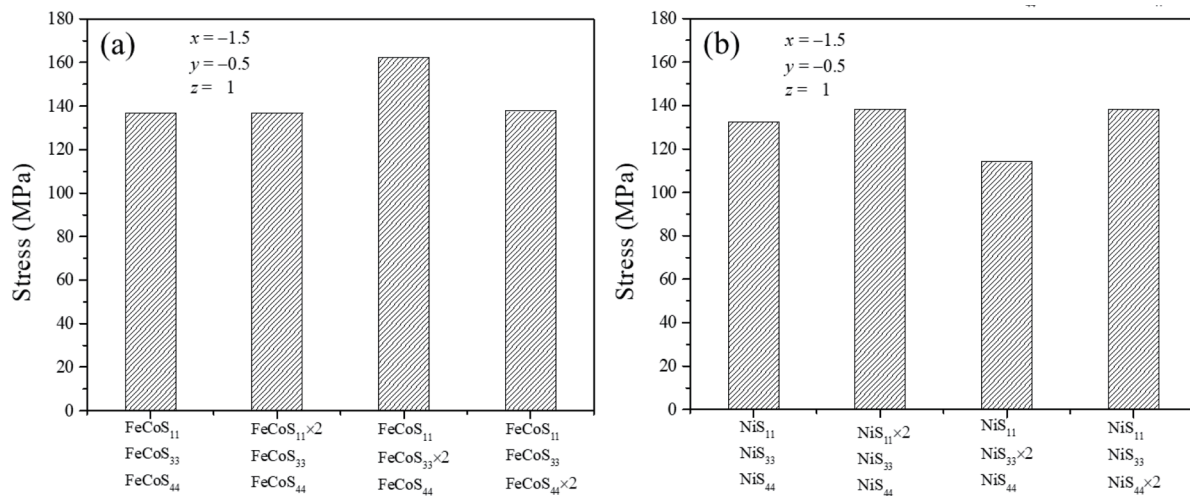 (a)
x = –1.5
y = –0.5
z = 1
Stress (MPa)
180
160
140
120
100
80
60
40
20
0
FeCoS₁₁ FeCoS₁₁×2 FeCoS₁₁ FeCoS₁₁
FeCoS₃₃ FeCoS₃₃ FeCoS₃₃×2 FeCoS₃₃
FeCoS₄₄ FeCoS₄₄ FeCoS₄₄ FeCoS₄₄×2
(b)
x = –1.5
y = –0.5
z = 1
Stress (MPa)
180
160
140
120
100
80
60
40
20
0
NiS₁₁ NiS₁₁×2 NiS₁₁ NiS₁₁
NiS₃₃ NiS₃₃ NiS₃₃×2 NiS₃₃
NiS₄₄ NiS₄₄ NiS₄₄ NiS₄₄×2